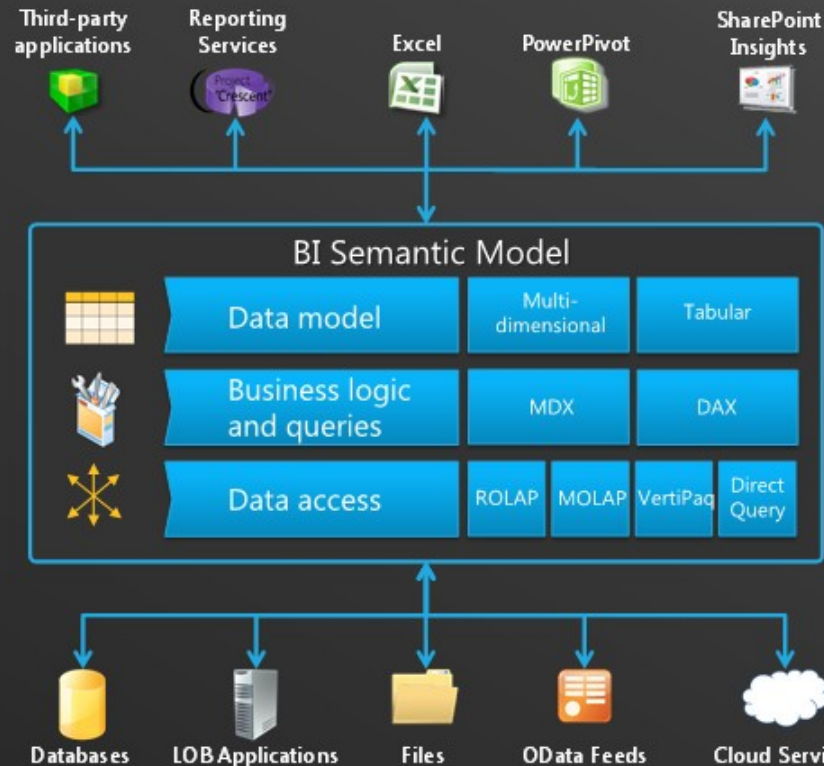 Third-party
applications
Reporting
Services
Excel
PowerPivot
SharePoint
Insights
Project
"Crescent"
BI Semantic Model
Data model
Multi-
dimensional
Tabular
Business logic
and queries
MDX
DAX
Data access
ROLAP
MOLAP
VertiPaq
Direct
Query
Databases
LOB Applications
Files
OData Feeds
Cloud Servi